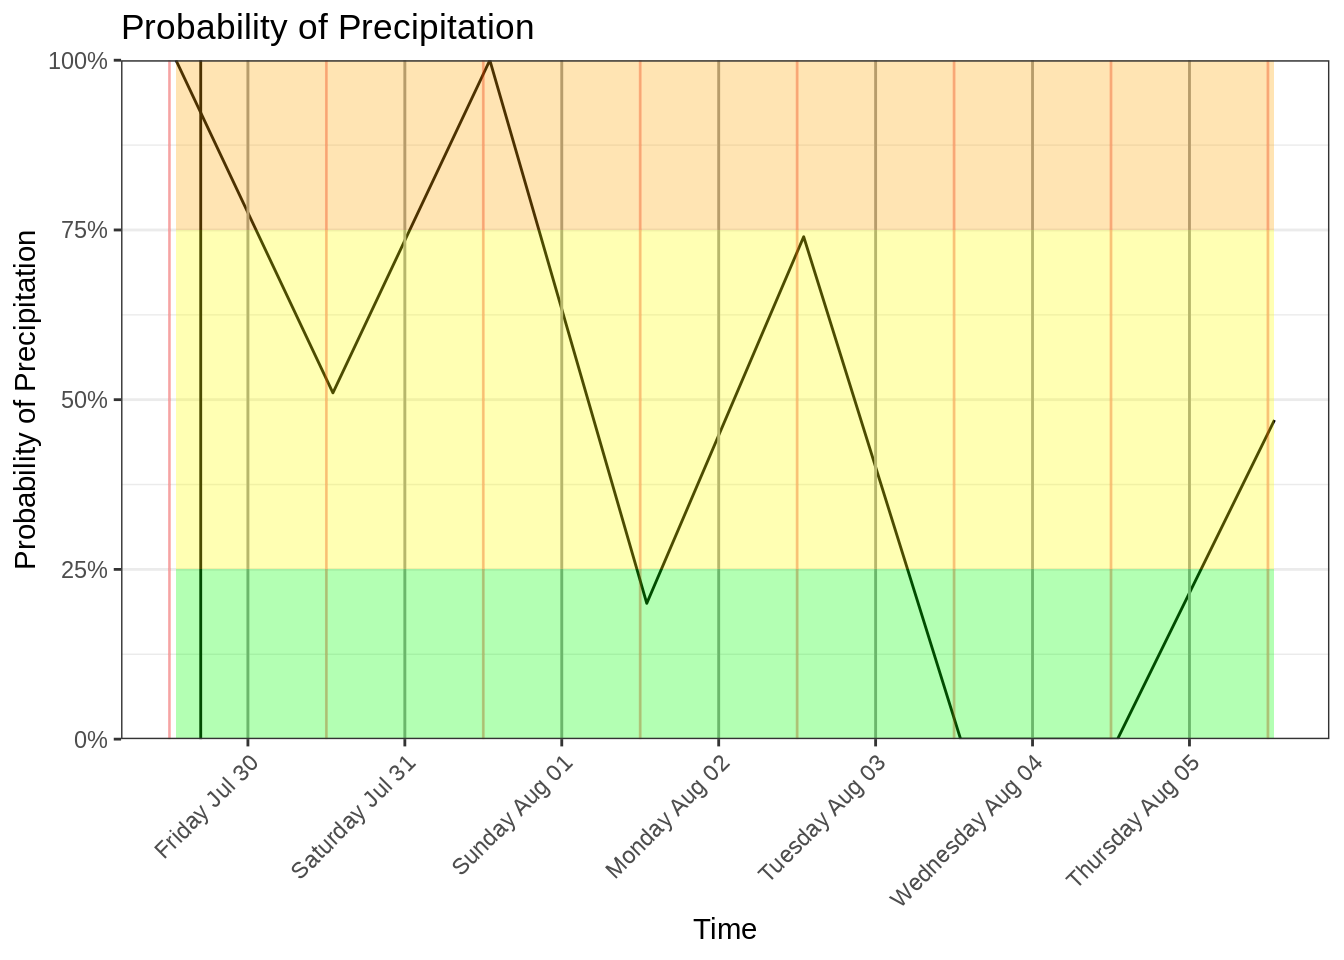 Probability of Precipitation
Probability of Precipitation
100%
75%
50%
25%
0%
Friday Jul 30
Saturday Jul 31
Sunday Aug 01
Monday Aug 02
Tuesday Aug 03
Wednesday Aug 04
Thursday Aug 05
Time